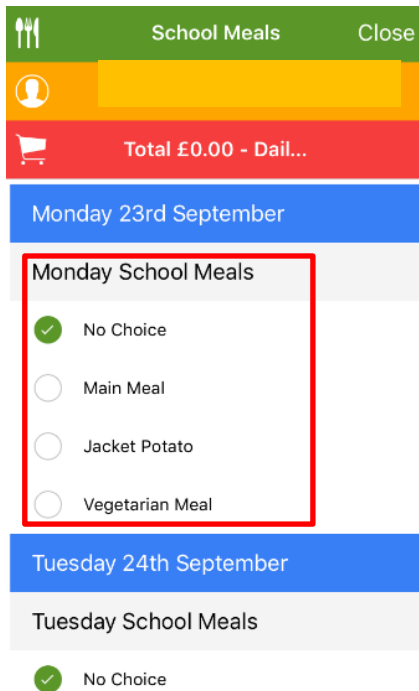 School Meals Close
Total £0.00 - Dail...
Monday 23rd September
Monday School Meals
No Choice
Main Meal
Jacket Potato
Vegetarian Meal
Tuesday 24th September
Tuesday School Meals
No Choice